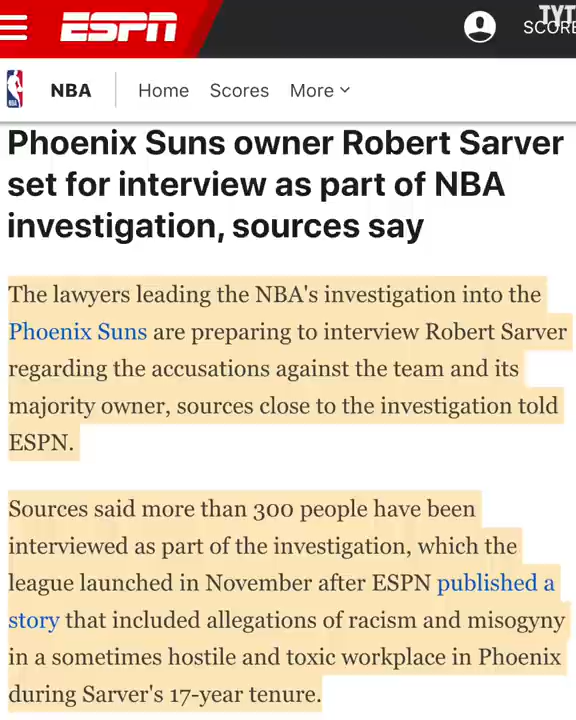 ESPN
TYT
SCORE
NBA
NBA Home Scores More
Phoenix Suns owner Robert Sarver
set for interview as part of NBA
investigation, sources say
The lawyers leading the NBA's investigation into the
Phoenix Suns are preparing to interview Robert Sarver
regarding the accusations against the team and its
majority owner, sources close to the investigation told
ESPN.
Sources said more than 300 people have been
interviewed as part of the investigation, which the
league launched in November after ESPN published a
story that included allegations of racism and misogyny
in a sometimes hostile and toxic workplace in Phoenix
during Sarver's 17-year tenure.